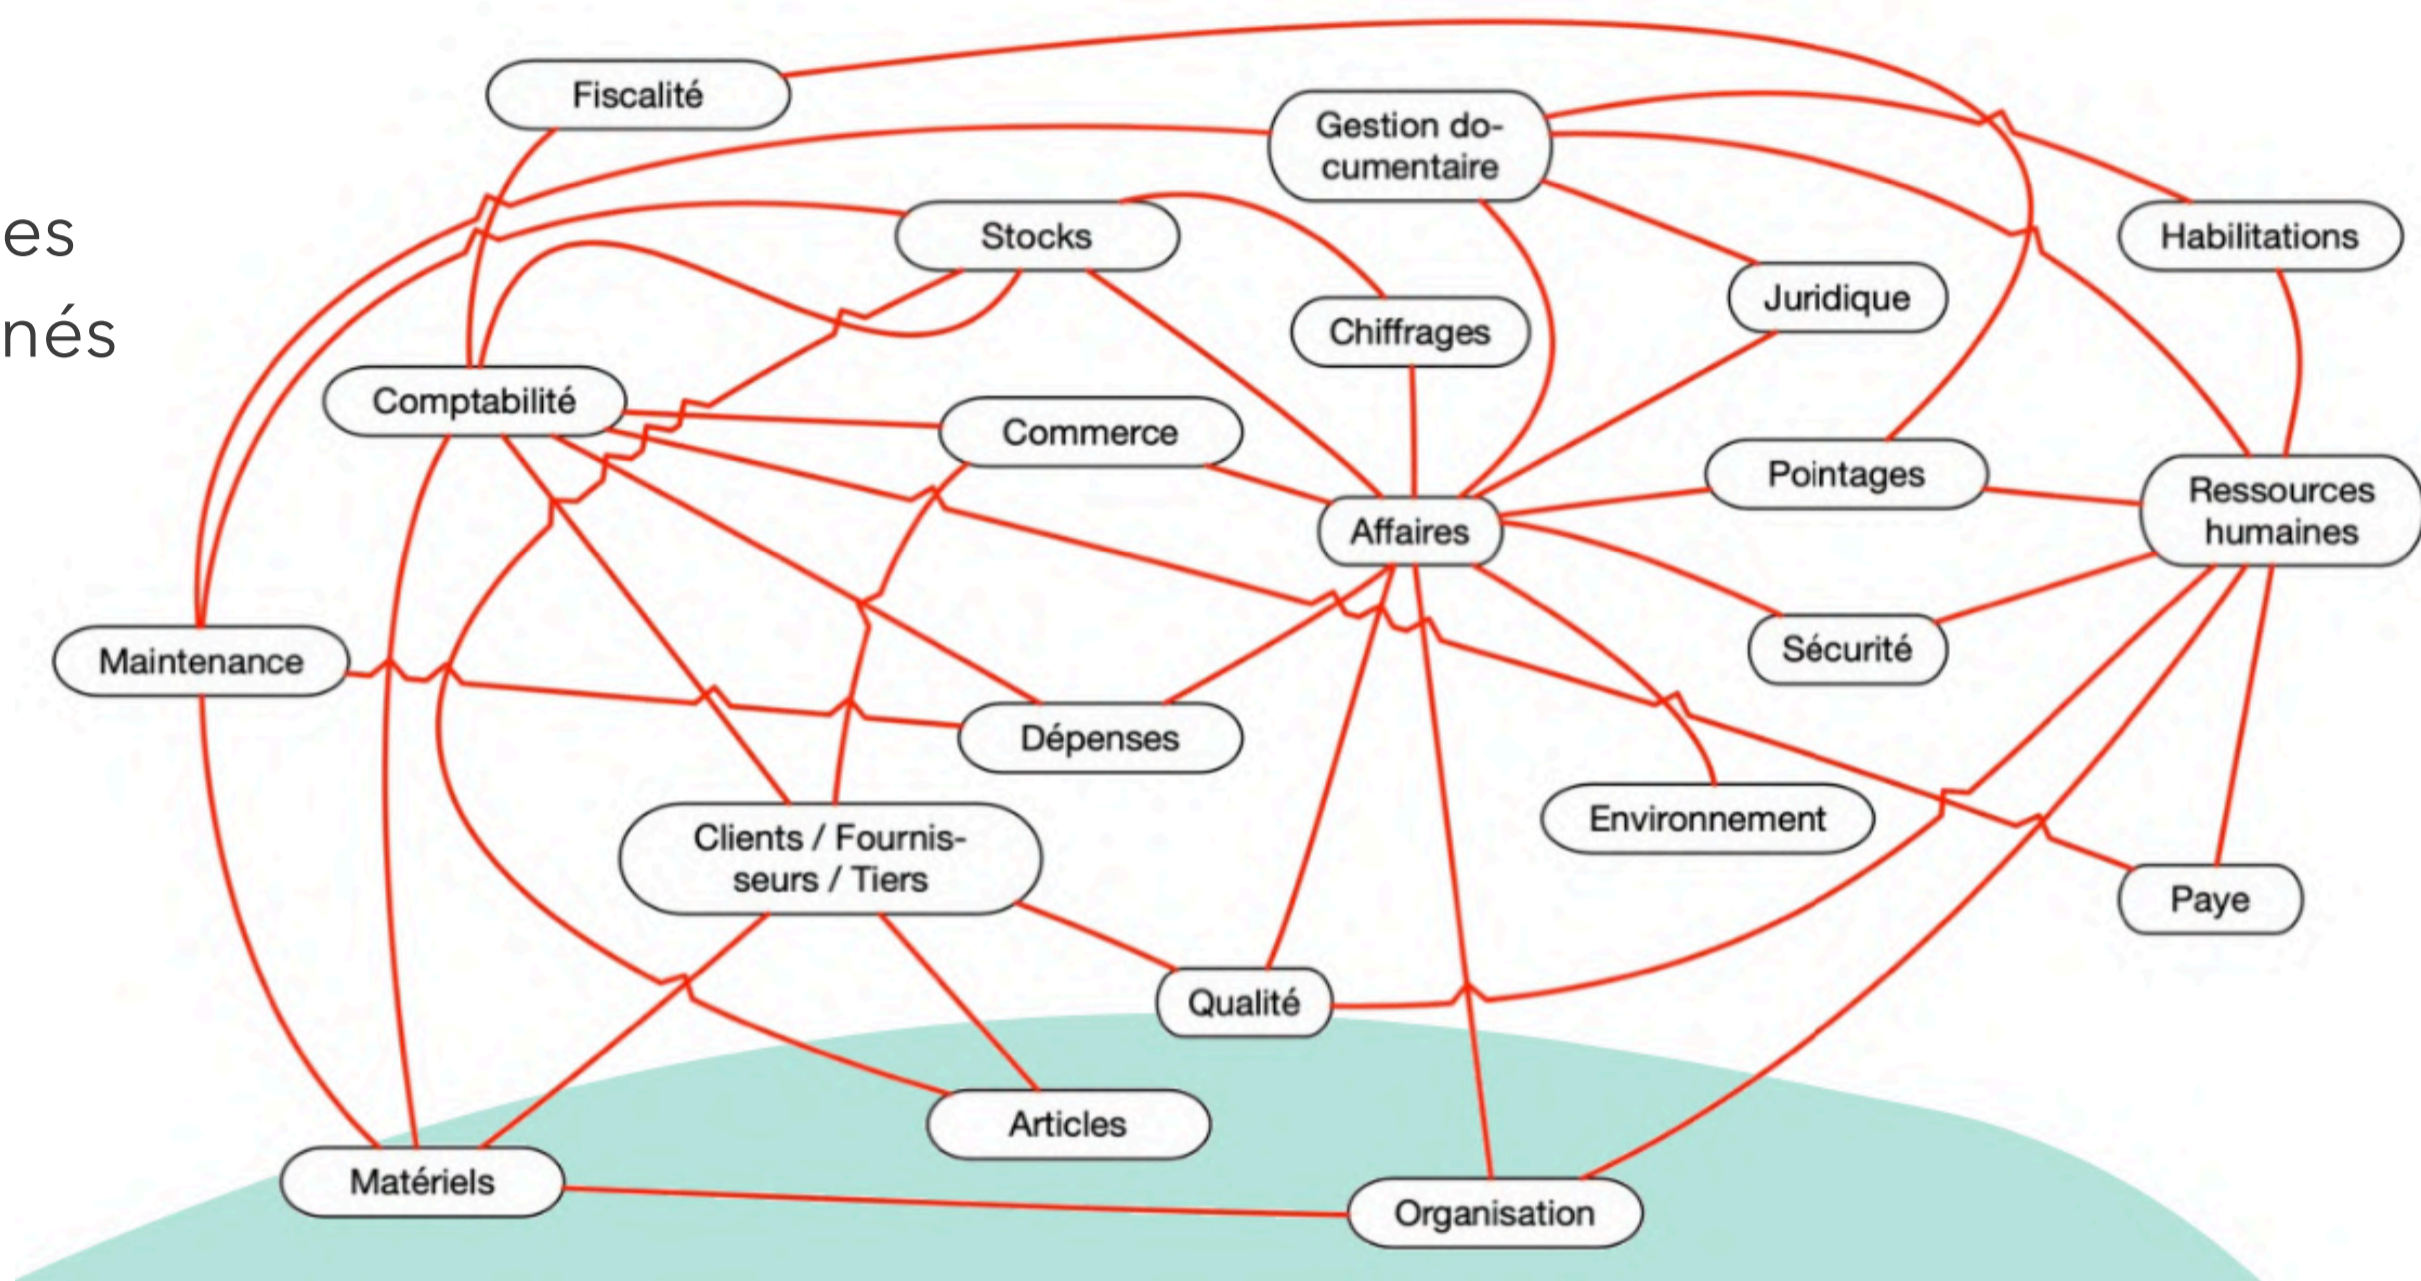 es
nés
Fiscalité
Gestion do-
cumentaire
Stocks
Habilitations
Juridique
Chiffrages
Comptabilité
Commerce
Pointages
Ressources
humaines
Affaires
Maintenance
Sécurité
Dépenses
Environnement
Clients / Fournis-
seurs / Tiers
Paye
Qualité
Articles
Matériels
Organisation